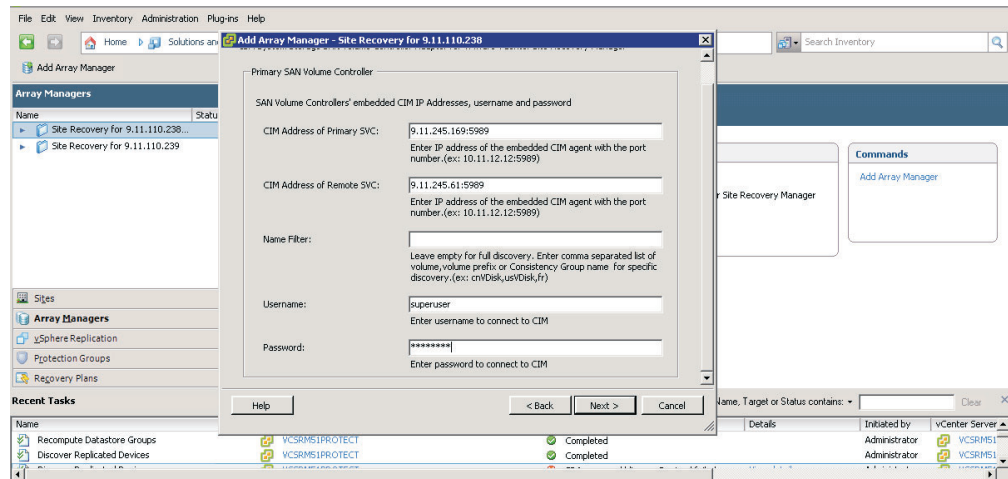 File Edit View Inventory Administration Plug-ins Help
Home Solutions an
Search Inventory
Add Array Manager
Array Managers
Name Statu
Site Recovery for 9.11.110.238...
Site Recovery for 9.11.110.239
Add Array Manager - Site Recovery for 9.11.110.238
Primary SAN Volume Controller
SAN Volume Controllers' embedded CIM IP Addresses, username and password
CIM Address of Primary SVC: 9.11.245.169:5989
Enter IP address of the embedded CIM agent with the port
number.(ex: 10.11.12.12:5989)
CIM Address of Remote SVC: 9.11.245.61:5989
Enter IP address of the embedded CIM agent with the port
number.(ex: 10.11.12.12:5989)
Name Filter:
Leave empty for full discovery. Enter comma separated list of
volume,volume prefix or Consistency Group name for specific
discovery.(ex: cnVDisk,usVDisk,fr)
Username: superuser
Enter username to connect to CIM
Password: ********
Enter password to connect to CIM
Help < Back Next > Cancel
r Site Recovery Manager
Commands
Add Array Manager
Sites
Array Managers
vSphere Replication
Protection Groups
Recovery Plans
Recent Tasks
Name, Target or Status contains: Clear
Name Details Initiated by vCenter Server
Recompute Datastore Groups VCSRM51PROTECT Completed Administrator VCSRM51
Discover Replicated Devices VCSRM51PROTECT Completed Administrator VCSRM51